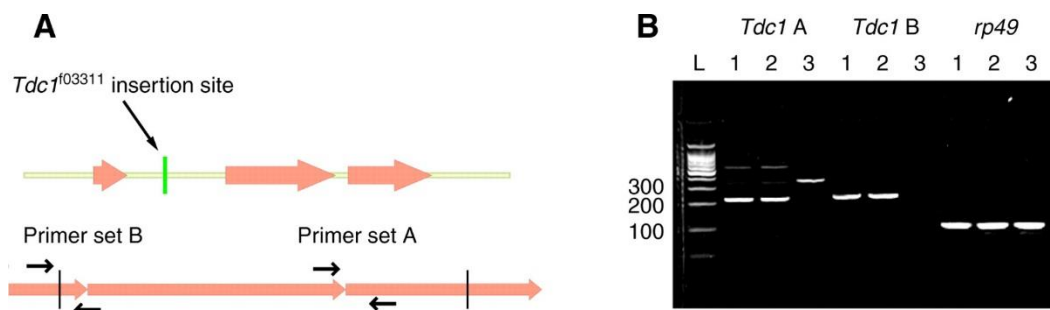 A
Tdc1f03311 insertion site
Primer set B
Primer set A
B
Tdc1 A Tdc1 B rp49
L 1 2 3 1 2 3 1 2 3
300
200
100